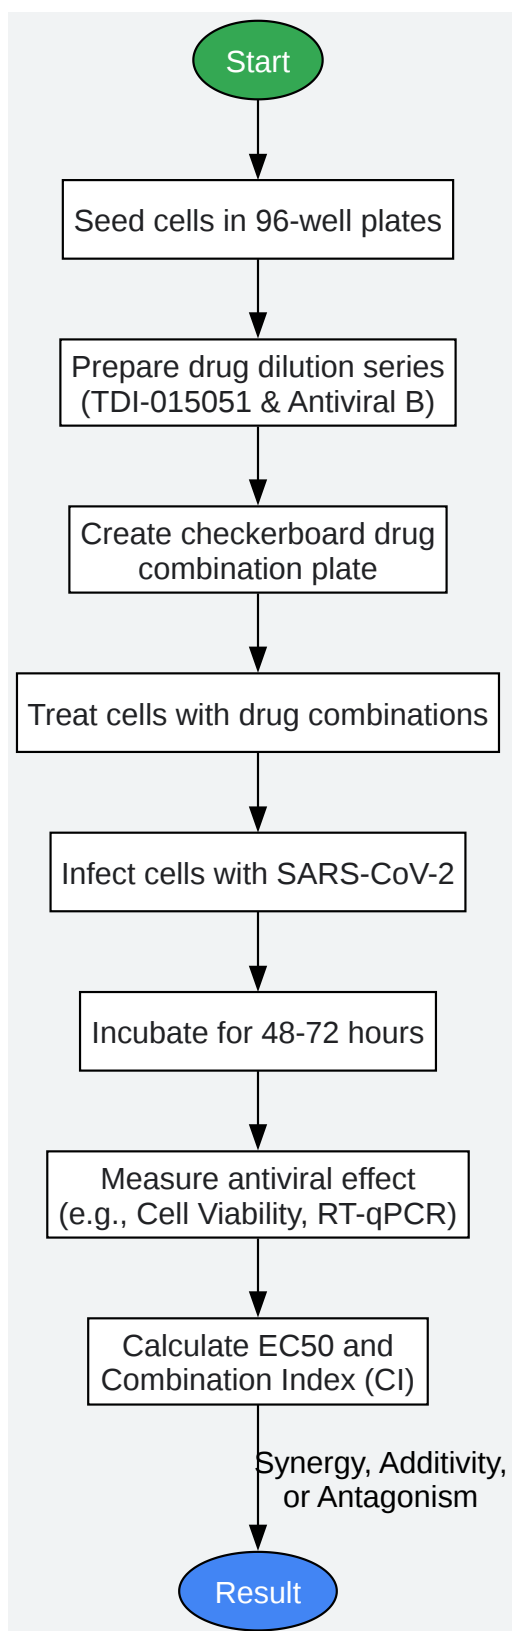 Start
Seed cells in 96-well plates
Prepare drug dilution series
(TDI-015051 & Antiviral B)
Create checkerboard drug
combination plate
Treat cells with drug combinations
Infect cells with SARS-CoV-2
Incubate for 48-72 hours
Measure antiviral effect
(e.g., Cell Viability, RT-qPCR)
Calculate EC50 and
Combination Index (CI)
Synergy, Additivity,
or Antagonism
Result